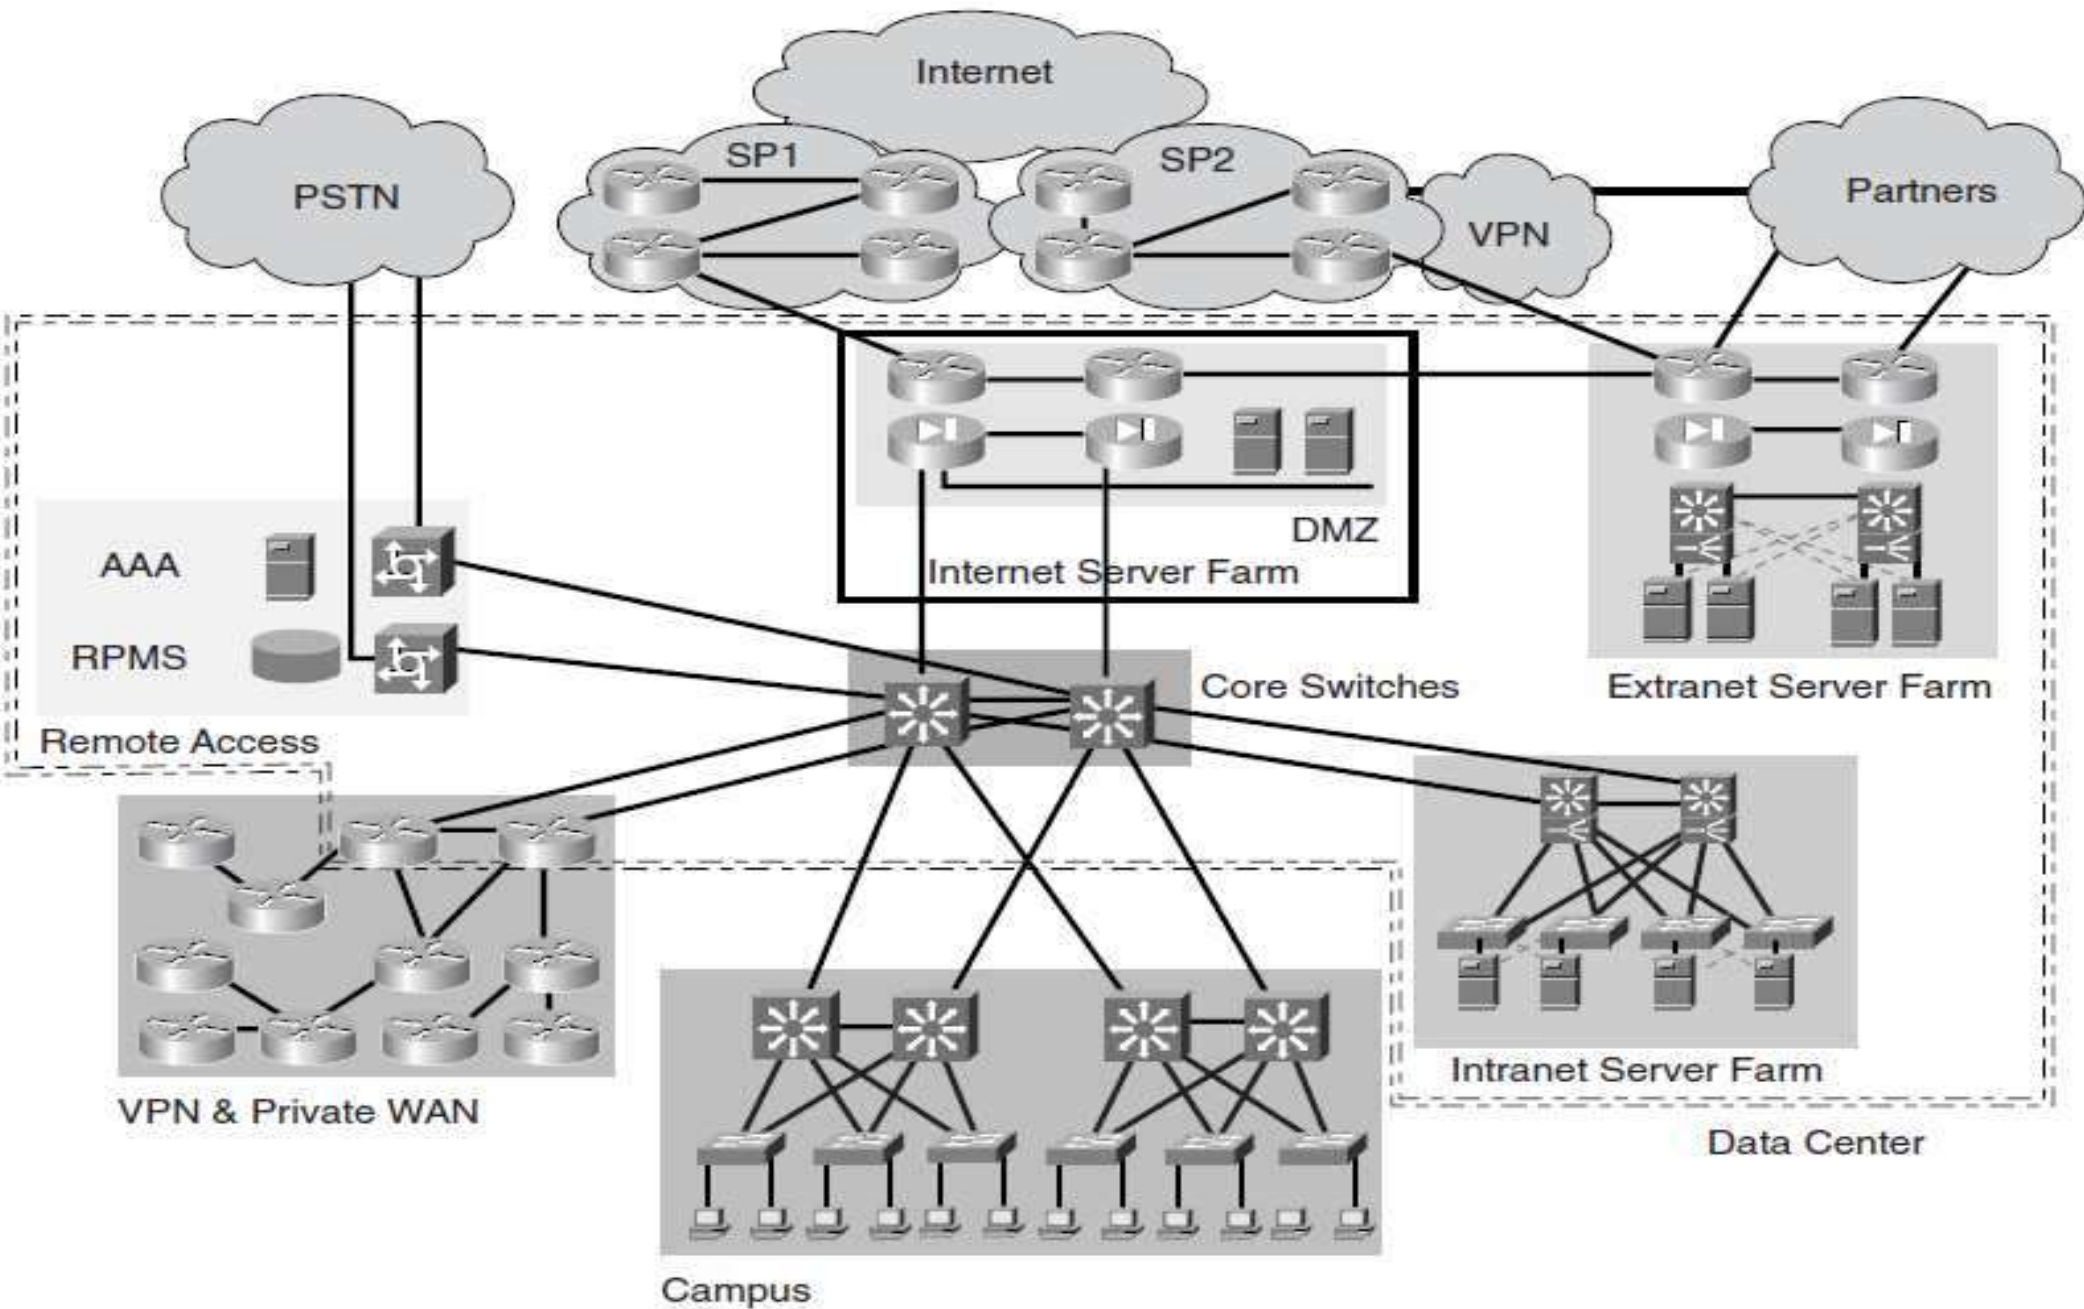 Internet
SP1
SP2
PSTN
VPN
Partners
DMZ
Internet Server Farm
AAA
RPMS
Remote Access
Core Switches
Extranet Server Farm
VPN & Private WAN
Intranet Server Farm
Data Center
Campus